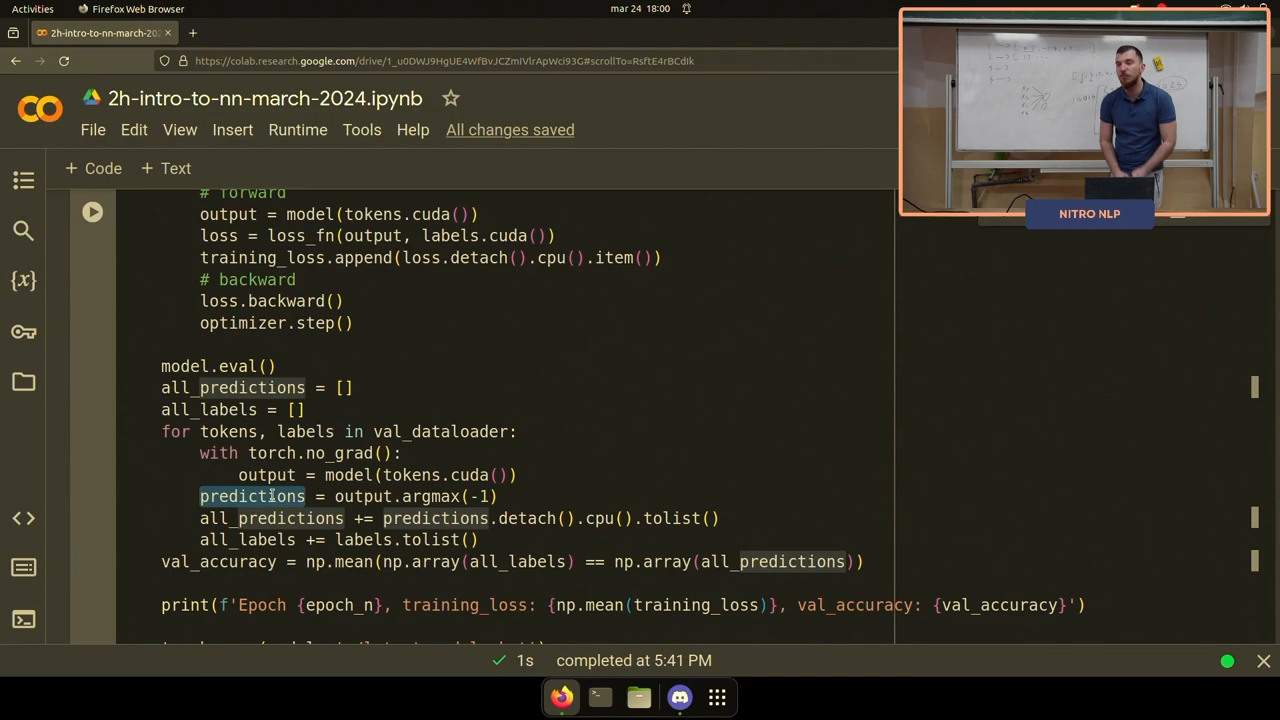 Activities
Firefox Web Browser
mar 24 18:00
2h-intro-to-nn-march-202
https://colab.research.google.com/drive/1_u0DWJ9HgUE4WfBvJCZmIVlrApWci93G#scrollTo=RsftE4rBCdIk
2h-intro-to-nn-march-2024.ipynb
File Edit View Insert Runtime Tools Help All changes saved
+ Code + Text
NITRO NLP
# forward
output = model(tokens.cuda())
loss = loss_fn(output, labels.cuda())
training_loss.append(loss.detach().cpu().item())
# backward
loss.backward()
optimizer.step()
model.eval()
all_predictions = []
all_labels = []
for tokens, labels in val_dataloader:
with torch.no_grad():
output = model(tokens.cuda())
predictions = output.argmax(-1)
all_predictions += predictions.detach().cpu().tolist()
all_labels += labels.tolist()
val_accuracy = np.mean(np.array(all_labels) == np.array(all_predictions))
print(f'Epoch {epoch_n}, training_loss: {np.mean(training_loss)}, val_accuracy: {val_accuracy}')
1s completed at 5:41 PM